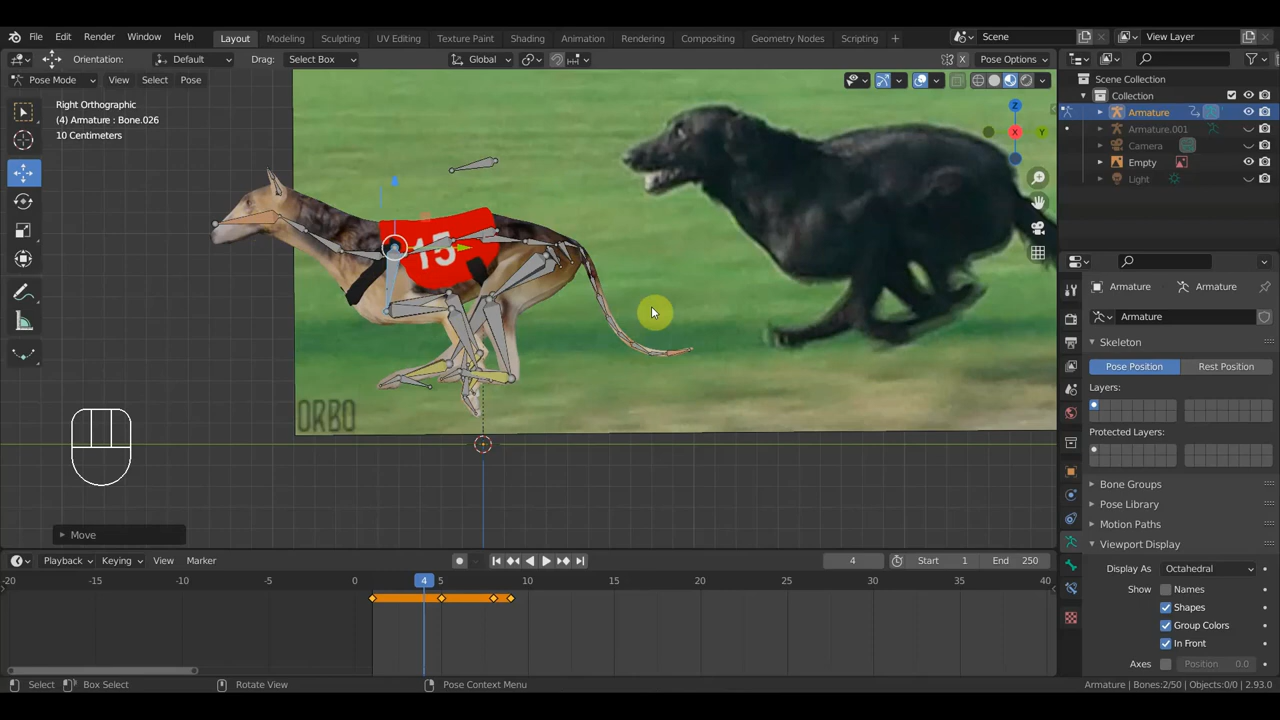 File Edit Render Window Help Layout Modeling Sculpting UV Editing Texture Paint Shading Animation Rendering Compositing Geometry Nodes Scripting Scene View Layer
Orientation: Default Drag: Select Box Global X Pose Options
Pose Mode View Select Pose
Scene Collection
Collection
Armature
Armature.001
Camera
Empty
Light
Right Orthographic
(4) Armature : Bone.026
10 Centimeters
Z
X
Y
15
ORBO
Armature Armature
Armature
Skeleton
Pose Position Rest Position
Layers:
Protected Layers:
Bone Groups
Pose Library
Motion Paths
Viewport Display
Display As Octahedral
Show Names
Shapes
Group Colors
In Front
Axes Position 0.0
Move
Playback Keying View Marker 4 Start 1 End 250
-20 -15 -10 -5 0 4 5 10 15 20 25 30 35 40
Select Box Select Rotate View Pose Context Menu Armature | Bones:2/50 | Objects:0/0 | 2.93.0